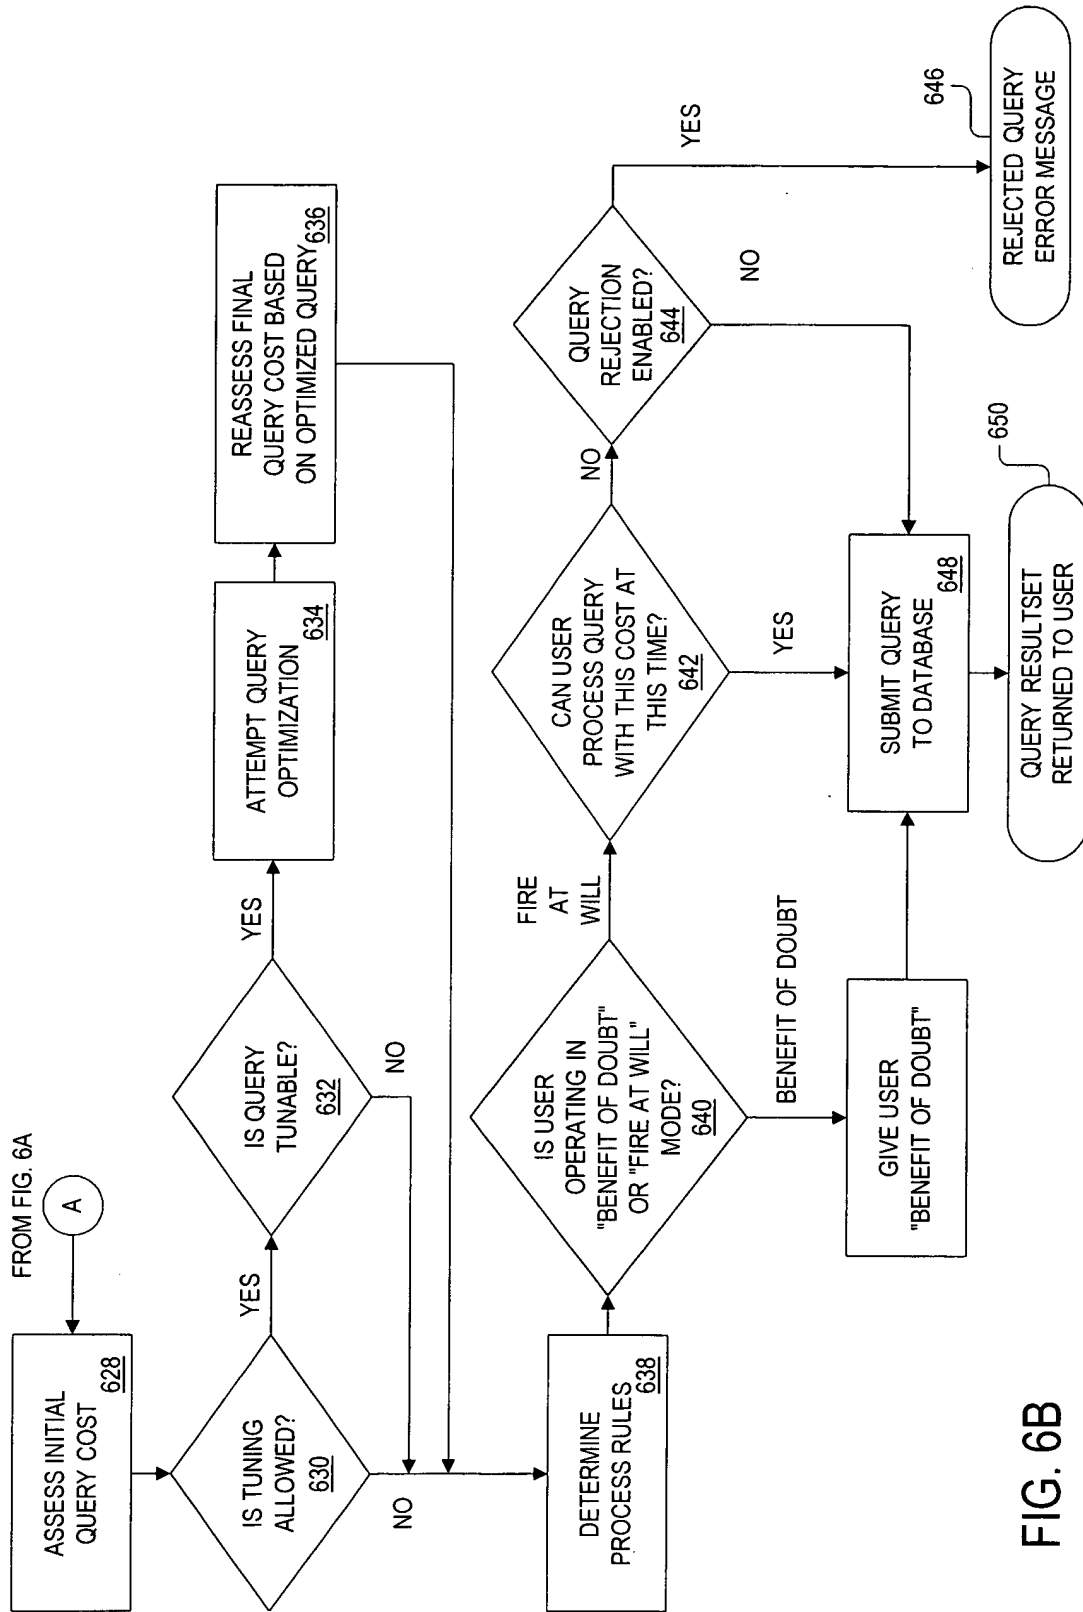 FROM FIG. 6A
A
ASSESS INITIAL
QUERY COST
628
IS TUNING
ALLOWED?
630
YES
NO
IS QUERY
TUNABLE?
632
YES
NO
ATTEMPT QUERY
OPTIMIZATION
634
REASSESS FINAL
QUERY COST BASED
ON OPTIMIZED QUERY
636
DETERMINE
PROCESS RULES
638
IS USER
OPERATING IN
"BENEFIT OF DOUBT"
OR "FIRE AT WILL"
MODE?
640
FIRE
AT
WILL
BENEFIT OF DOUBT
CAN USER
PROCESS QUERY
WITH THIS COST AT
THIS TIME?
642
NO
YES
QUERY
REJECTION
ENABLED?
644
YES
NO
GIVE USER
"BENEFIT OF DOUBT"
SUBMIT QUERY
TO DATABASE
648
646
REJECTED QUERY
ERROR MESSAGE
650
QUERY RESULTSET
RETURNED TO USER
FIG. 6B